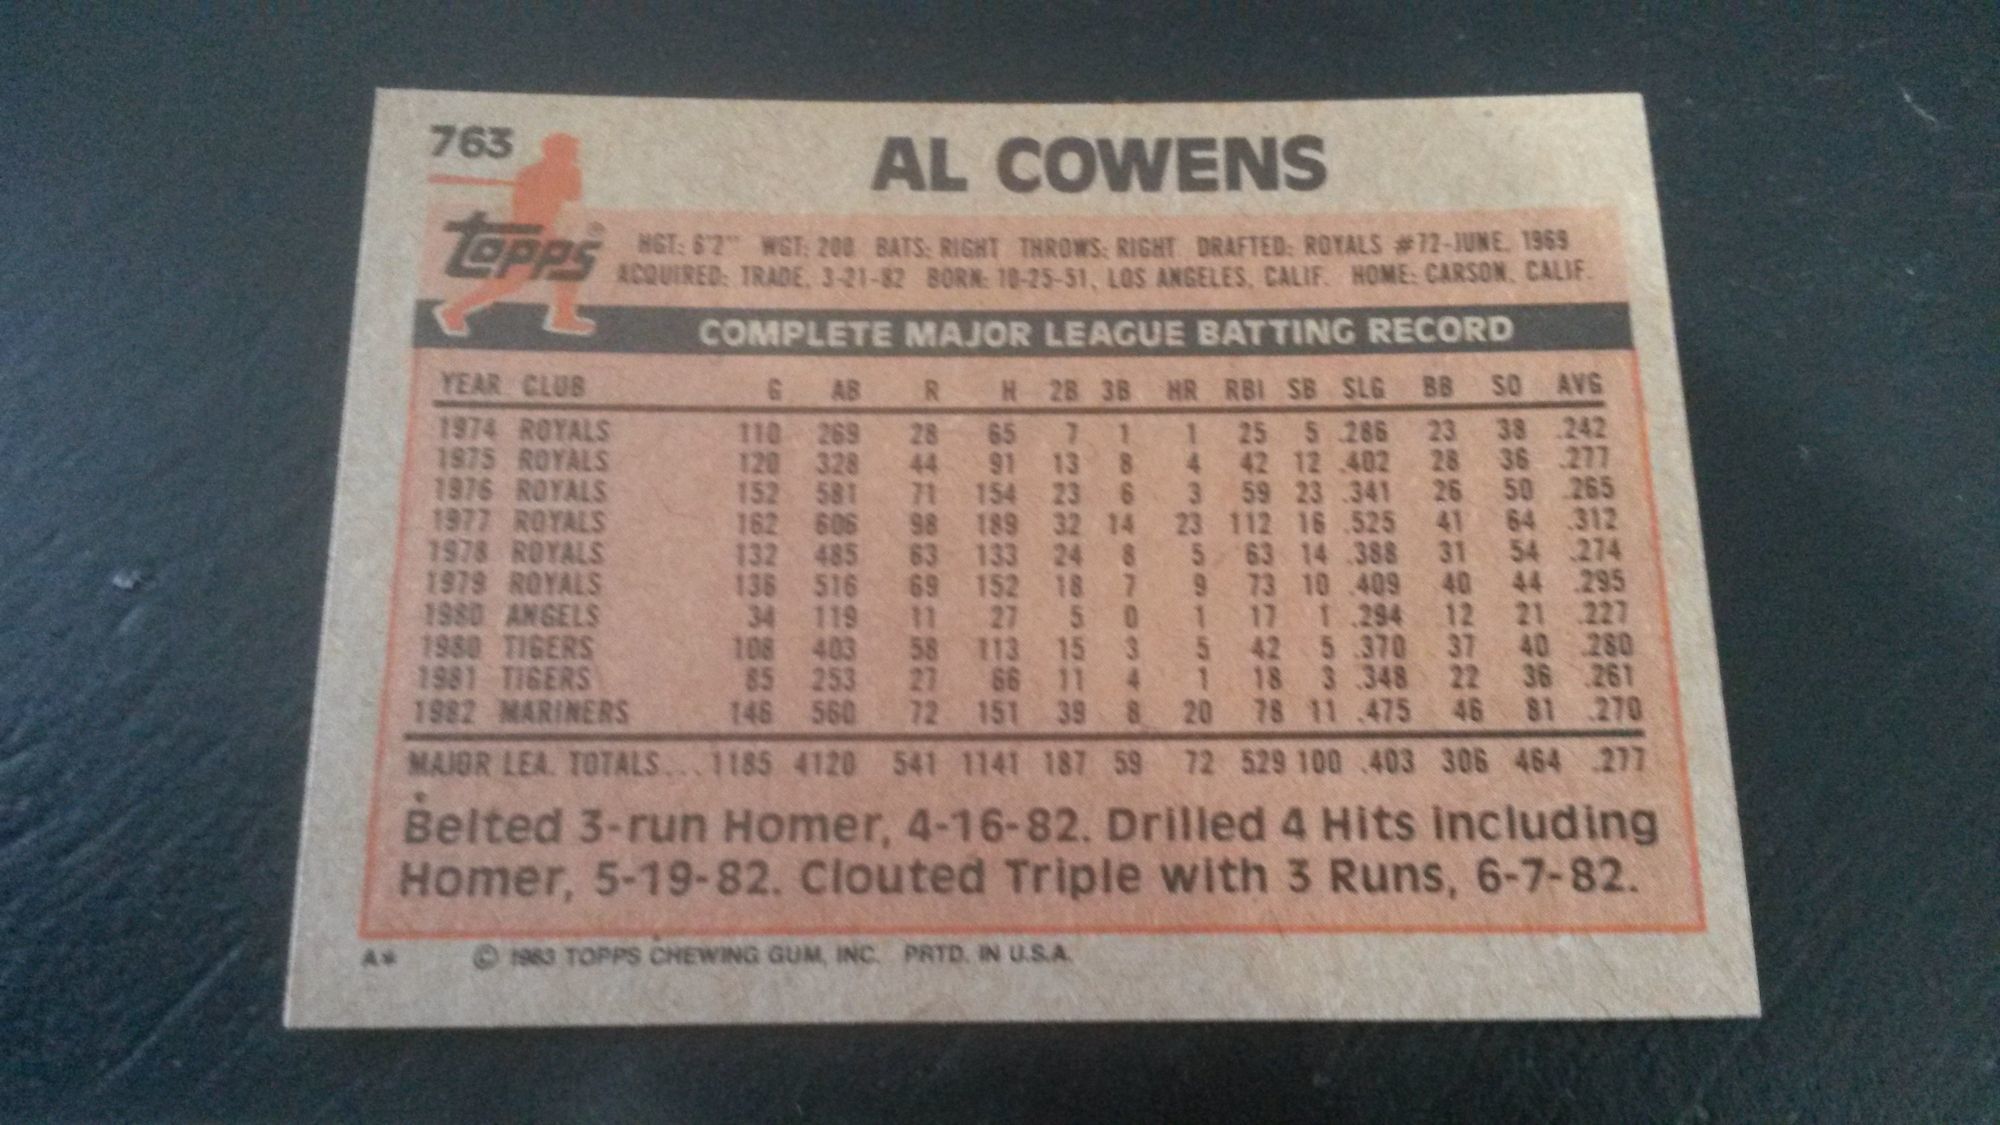 763
AL COWENS
topps®
HGT: 6'2" WGT: 200 BATS: RIGHT THROWS: RIGHT DRAFTED: ROYALS #72-JUNE, 1969
ACQUIRED: TRADE, 3-21-82 BORN: 10-25-51, LOS ANGELES, CALIF. HOME: CARSON, CALIF.
COMPLETE MAJOR LEAGUE BATTING RECORD
YEAR CLUB G AB R H 2B 3B HR RBI SB SLG BB SO AVG
1974 ROYALS 110 269 28 65 7 1 1 25 5 .286 23 38 .242
1975 ROYALS 120 328 44 91 13 8 4 42 12 .402 28 36 .277
1976 ROYALS 152 581 71 154 23 6 3 59 23 .341 26 50 .265
1977 ROYALS 162 606 98 189 32 14 23 112 16 .525 41 64 .312
1978 ROYALS 132 485 63 133 24 8 5 63 14 .388 31 54 .274
1979 ROYALS 136 516 69 152 18 7 9 73 10 .409 40 44 .295
1980 ANGELS 34 119 11 27 5 0 1 17 1 .294 12 21 .227
1980 TIGERS 108 403 58 113 15 3 5 42 5 .370 37 40 .280
1981 TIGERS 85 253 27 66 11 4 1 18 3 .348 22 36 .261
1982 MARINERS 146 560 72 151 39 8 20 78 11 .475 46 81 .270
MAJOR LEA. TOTALS... 1185 4120 541 1141 187 59 72 529 100 .403 306 464 .277
Belted 3-run Homer, 4-16-82. Drilled 4 Hits including
Homer, 5-19-82. Clouted Triple with 3 Runs, 6-7-82.
A* © 1983 TOPPS CHEWING GUM, INC. PRTD. IN U.S.A.